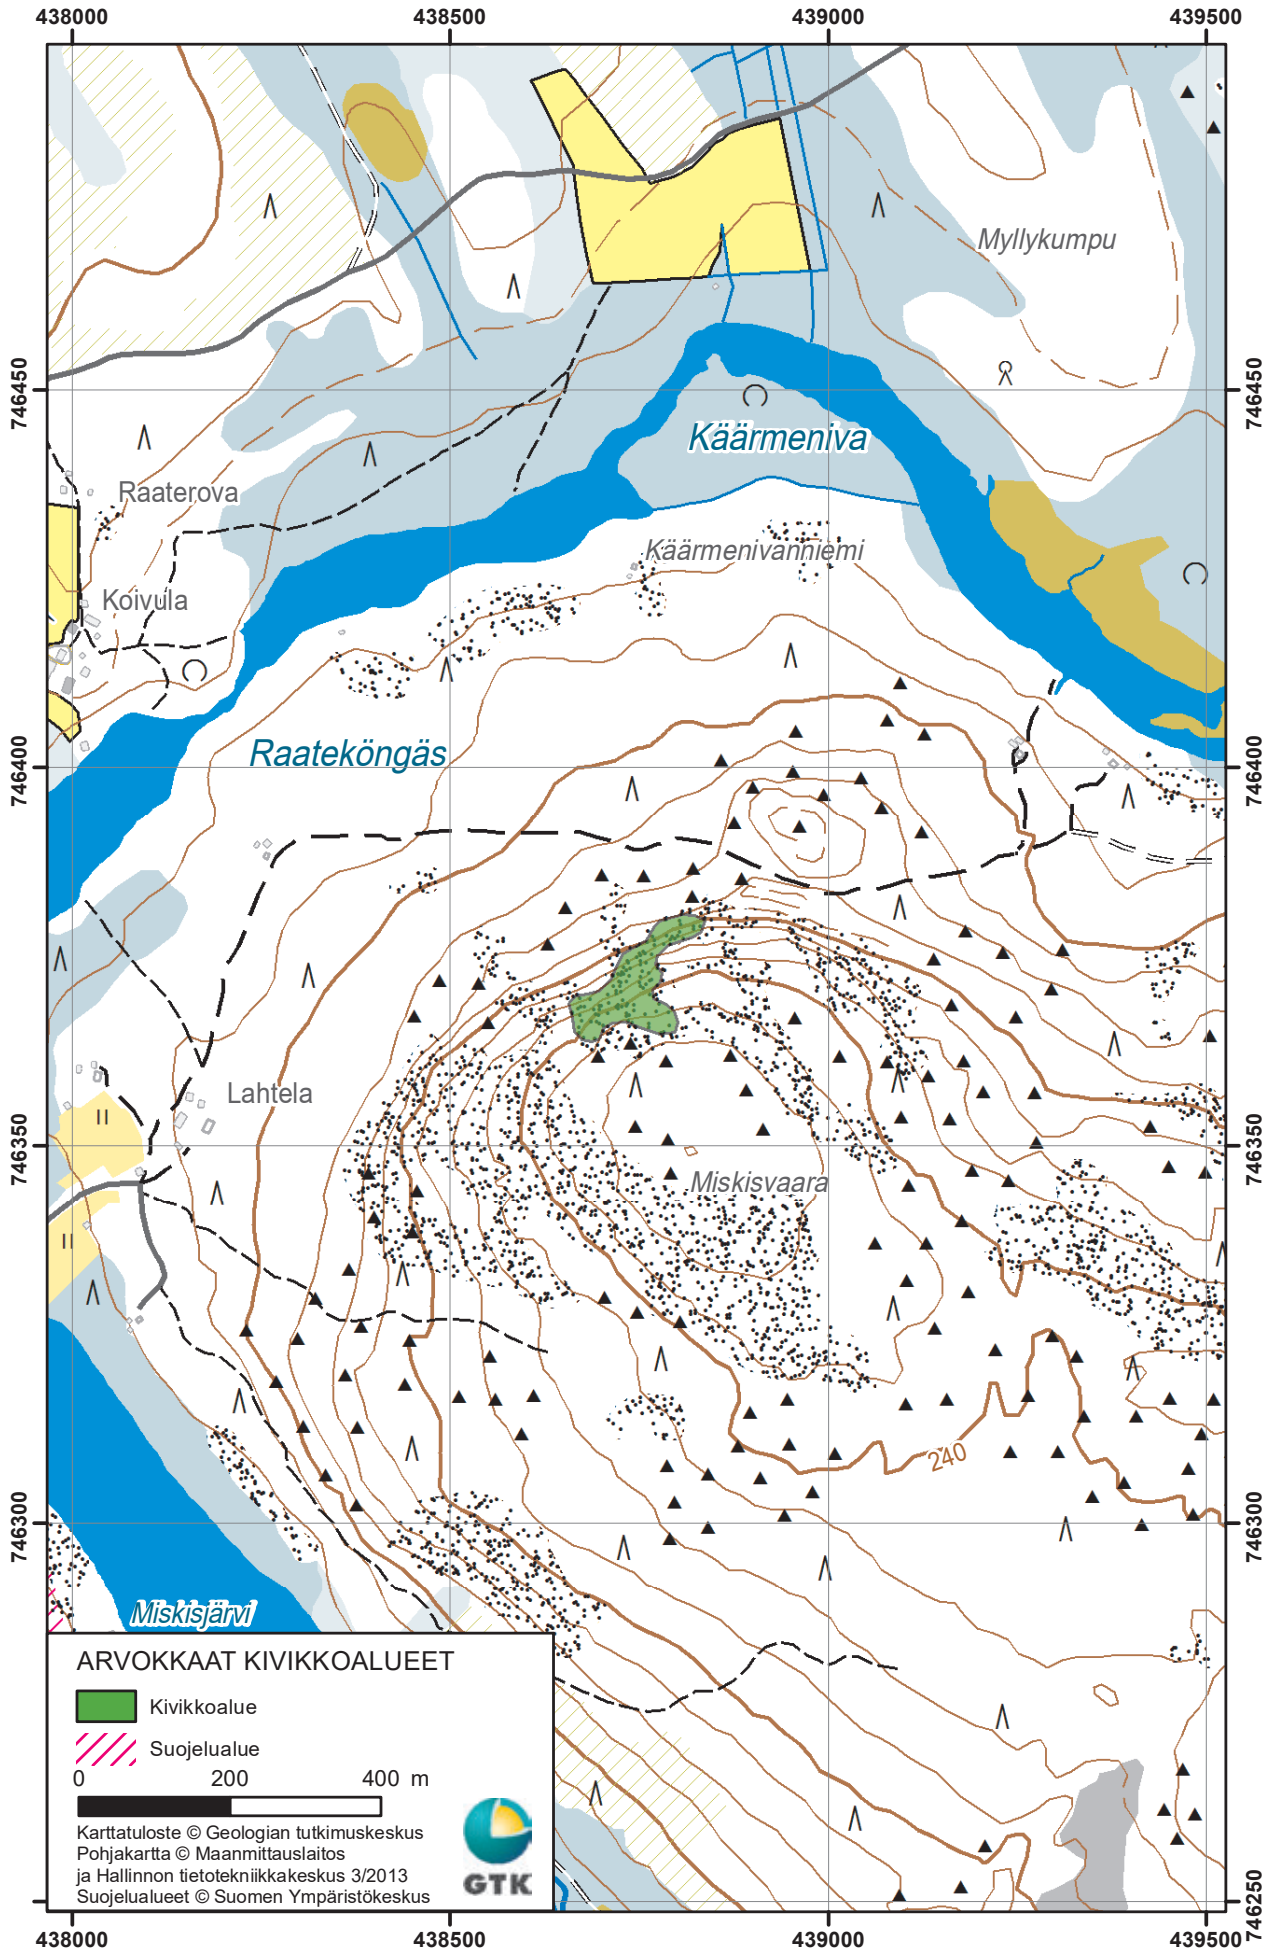 438000 438500 439000 439500
Myllykumpu
746450 746450
Käärmeniva
Raaterova
Käärmenivanniemi
Koivula
Raateköngäs
746400 746400
Lahtela
746350 746350
Miskisvaara
240
746300 746300
Miskisjärvi
ARVOKKAAT KIVIKKOALUEET
Kivikkoalue
Suojelualue
0 200 400 m
Karttatuloste © Geologian tutkimuskeskus
Pohjakartta © Maanmittauslaitos
ja Hallinnon tietotekniikkakeskus 3/2013
Suojelualueet © Suomen Ympäristökeskus
GTK
746250
438000 438500 439000 439500